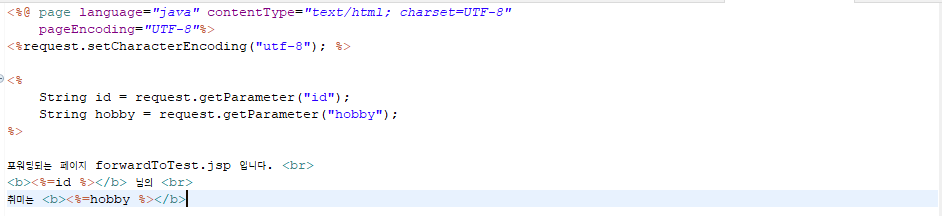 <%@ page language="java" contentType="text/html; charset=UTF-8"
    pageEncoding="UTF-8"%>
<%request.setCharacterEncoding("utf-8"); %>
<%
    String id = request.getParameter("id");
    String hobby = request.getParameter("hobby");
%>
포워딩되는 페이지 forwardToTest.jsp 입니다. <br>
<b><%=id %></b> 님의 <br>
취미는 <b><%=hobby %></b>